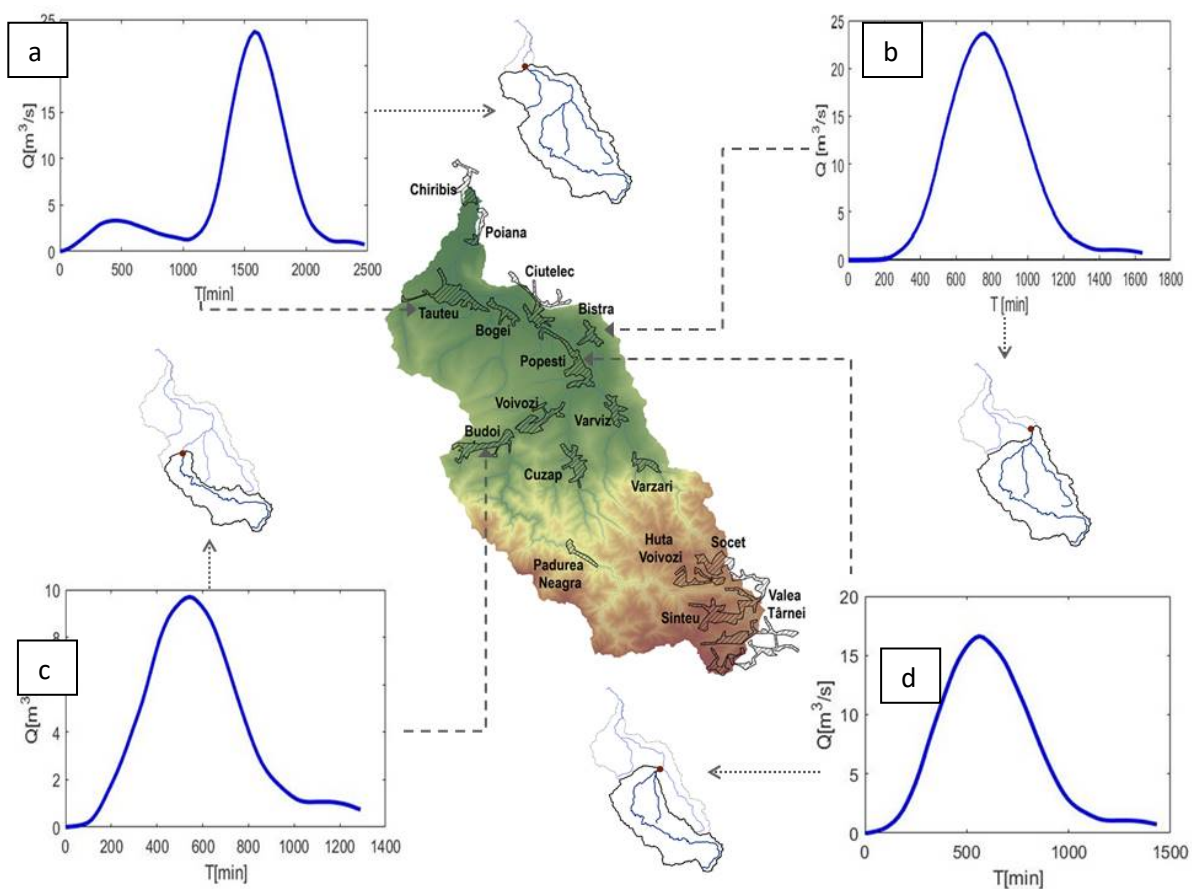 a
25
20
15
10
5
0
Q[m³/s]
0 500 1000 1500 2000 2500
T[min]
b
25
20
15
10
5
0
Q [m³/s]
0 200 400 600 800 1000 1200 1400 1600 1800
T [min]
Chiribis
Poiana
Ciutelec
Tauteu
Bogei
Bistra
Popesti
Voivozi
Varviz
Budoi
Cuzap
Varzari
Padurea
Neagra
Huta
Voivozi
Socet
Valea
Târnei
Sinteu
c
10
8
4
2
0
Q[m³
0 200 400 600 800 1000 1200 1400
T[min]
d
20
15
10
5
0
Q[m³/s]
0 500 1000 1500
T[min]